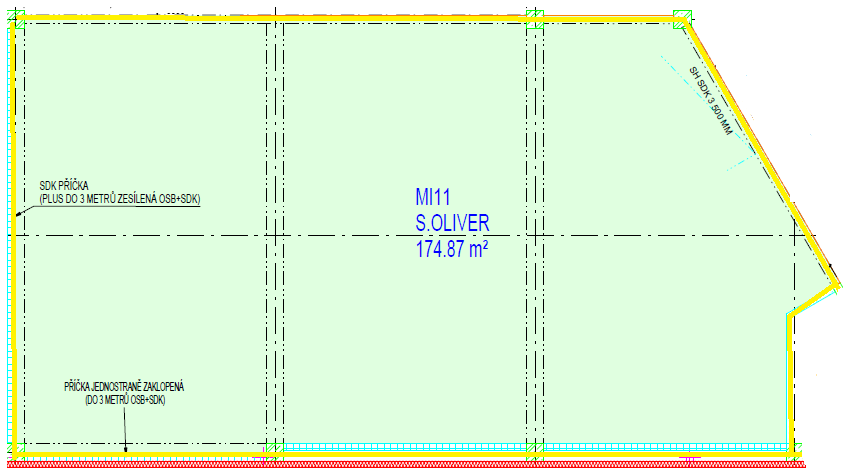 SH SDK 3 500 MM
SDK PŘÍČKA
(PLUS DO 3 METRŮ ZESÍLENÁ OSB+SDK)
MI11
S.OLIVER
174.87 m²
PŘÍČKA JEDNOSTRANĚ ZAKLOPENÁ
(DO 3 METRŮ OSB+SDK)